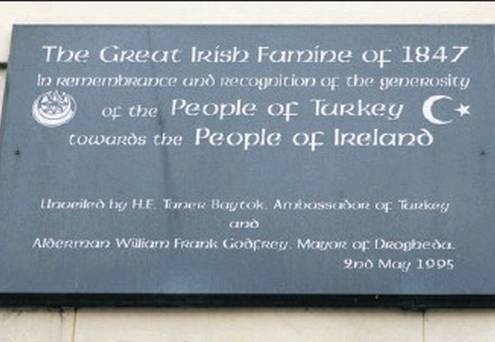 The Great Irish Famine of 1847
In remembrance and recognition of the generosity
of the People of Turkey
towards the People of Ireland
Unveiled by H.E. Taner Baytok, Ambassador of Turkey
and
Alderman William Frank Godfrey, Mayor of Drogheda.
2nd May 1995